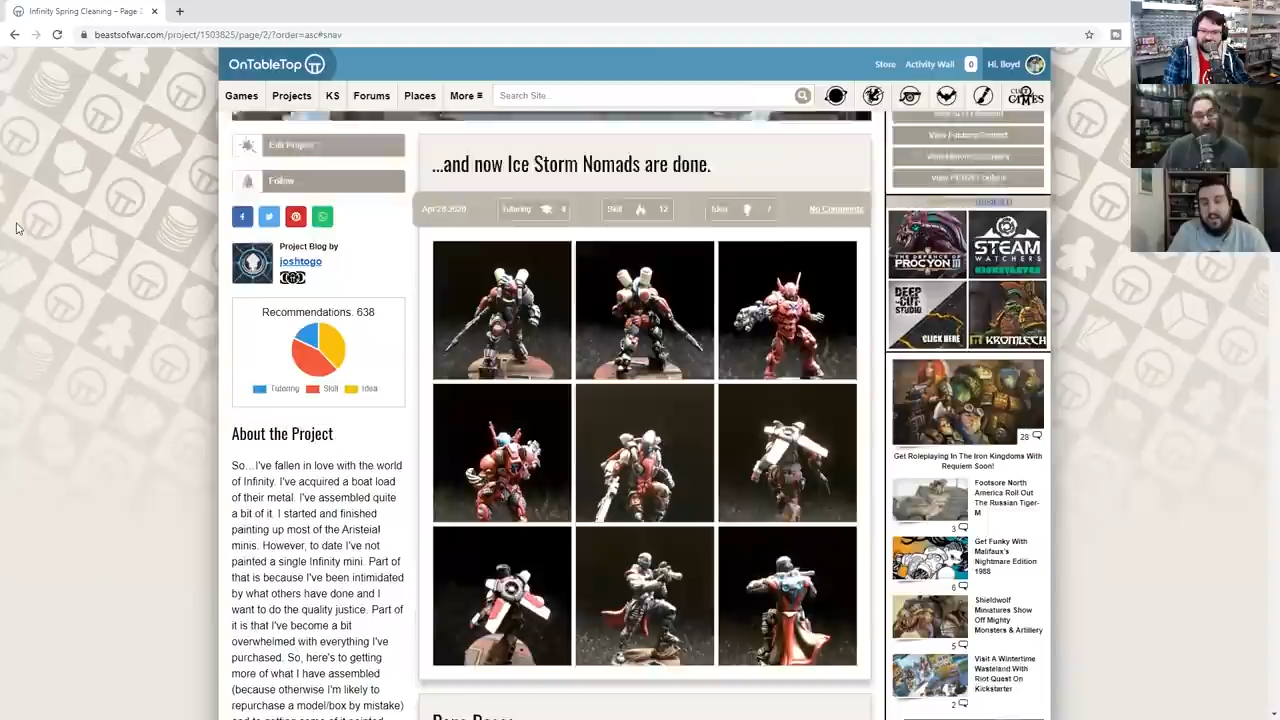 Infinity Spring Cleaning – Page 2
beastsofwar.com/project/1503825/page/2/?order=asc#snav
OnTableTop
Store
Activity Wall
0
Hi, lloyd
Games
Projects
KS
Forums
Places
More
Search Site...
GAMES
Edit Project
Follow
...and now Ice Storm Nomads are done.
Tutoring
Skill
12
Idea
7
No Comments
Project Blog by
joshtogo
Recommendations: 638
Tutoring
Skill
Idea
About the Project
So...I've fallen in love with the world
of Infinity. I've acquired a boat load
of their metal. I've assembled quite
a bit of it. I started
finished
painting up most of the Aristeia!
minis. However, to date I've not
painted a single Infinity mini. Part of
that is because I've been intimidated
by what others have done and I
want to do the quality justice. Part of
it is that I've become a bit
overwhelmed with everything I've
purchased. So, here's to getting
more of what I have assembled
(because otherwise I'm likely to
repurchase a model/box by mistake)
THE DEFENCE OF
PROCYON III
STEAM
WATCHERS
KICKSTARTER
DEEP-CUT
STUDIO
CLICK HERE
KROMLECH
28
Get Roleplaying In The Iron Kingdoms With
Requiem Soon!
Footsore North
America Roll Out
The Russian Tiger-
M
3
Get Funky With
Malifaux's
Nightmare Edition
1988
6
Shieldwolf
Miniatures Show
Off Mighty
Monsters & Artillery
5
Visit A Wintertime
Wasteland With
Riot Quest On
Kickstarter
2